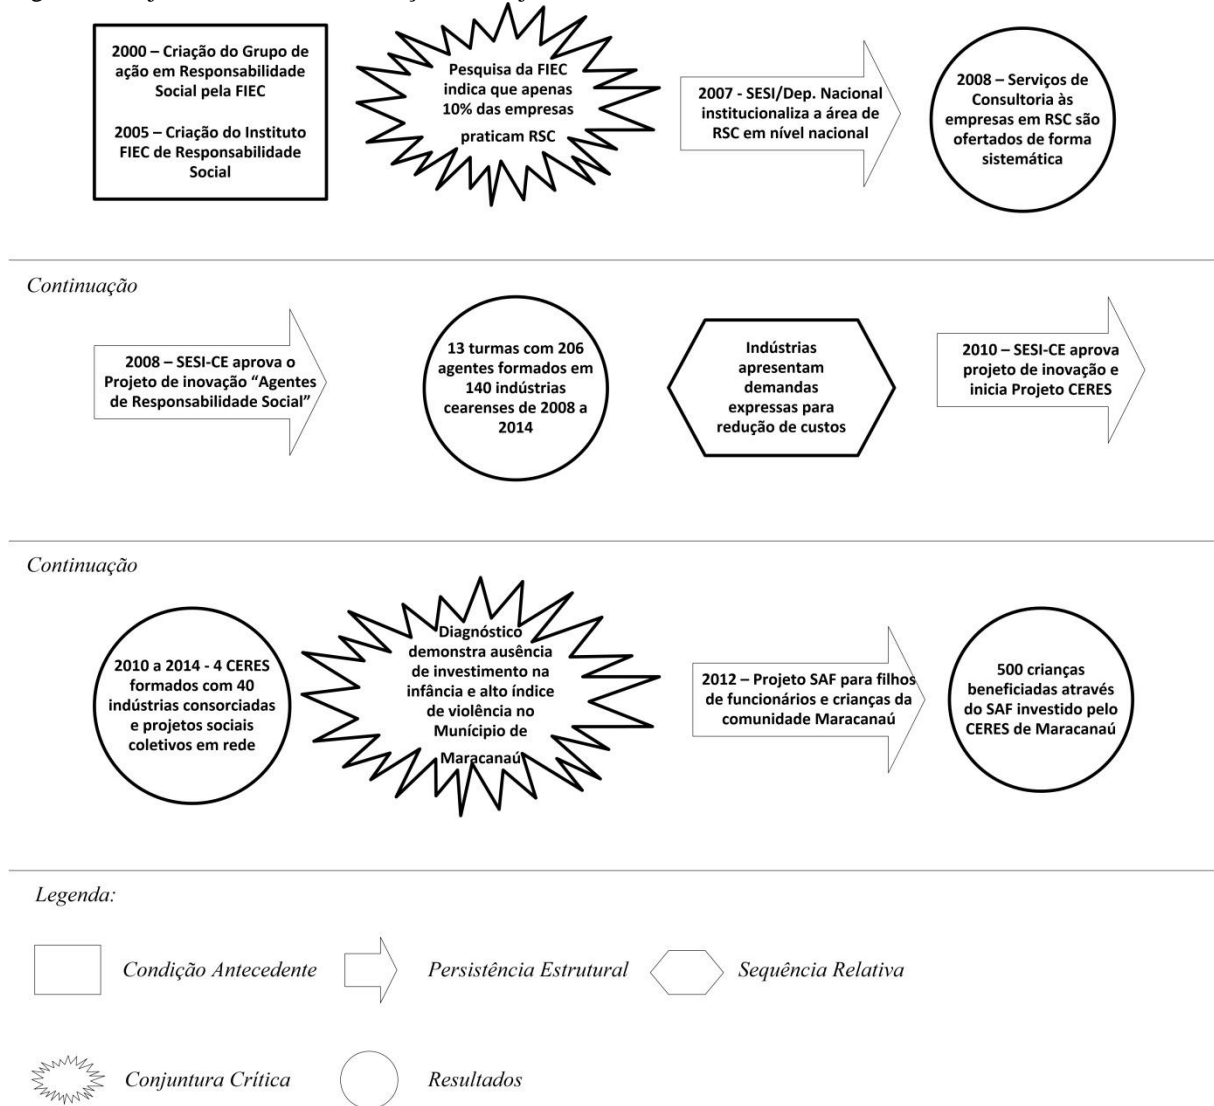 2000 – Criação do Grupo de
ação em Responsabilidade
Social pela FIEC
2005 – Criação do Instituto
FIEC de Responsabilidade
Social
Pesquisa da FIEC
indica que apenas
10% das empresas
praticam RSC
2007 - SESI/Dep. Nacional
institucionaliza a área de
RSC em nível nacional
2008 – Serviços de
Consultoria às
empresas em RSC são
ofertados de forma
sistemática
Continuação
2008 – SESI-CE aprova o
Projeto de inovação “Agentes
de Responsabilidade Social”
13 turmas com 206
agentes formados em
140 indústrias
cearenses de 2008 a
2014
Indústrias
apresentam
demandas
expressas para
redução de custos
2010 – SESI-CE aprova
projeto de inovação e
inicia Projeto CERES
Continuação
2010 a 2014 - 4 CERES
formados com 40
indústrias consorciadas
e projetos sociais
coletivos em rede
Diagnóstico
demonstra ausência
de investimento na
infância e alto índice
de violência no
Munícipio de
Maracanaú
2012 – Projeto SAF para filhos
de funcionários e crianças da
comunidade Maracanaú
500 crianças
beneficiadas através
do SAF investido pelo
CERES de Maracanaú
Legenda:
Condição Antecedente
Persistência Estrutural
Sequência Relativa
Conjuntura Crítica
Resultados